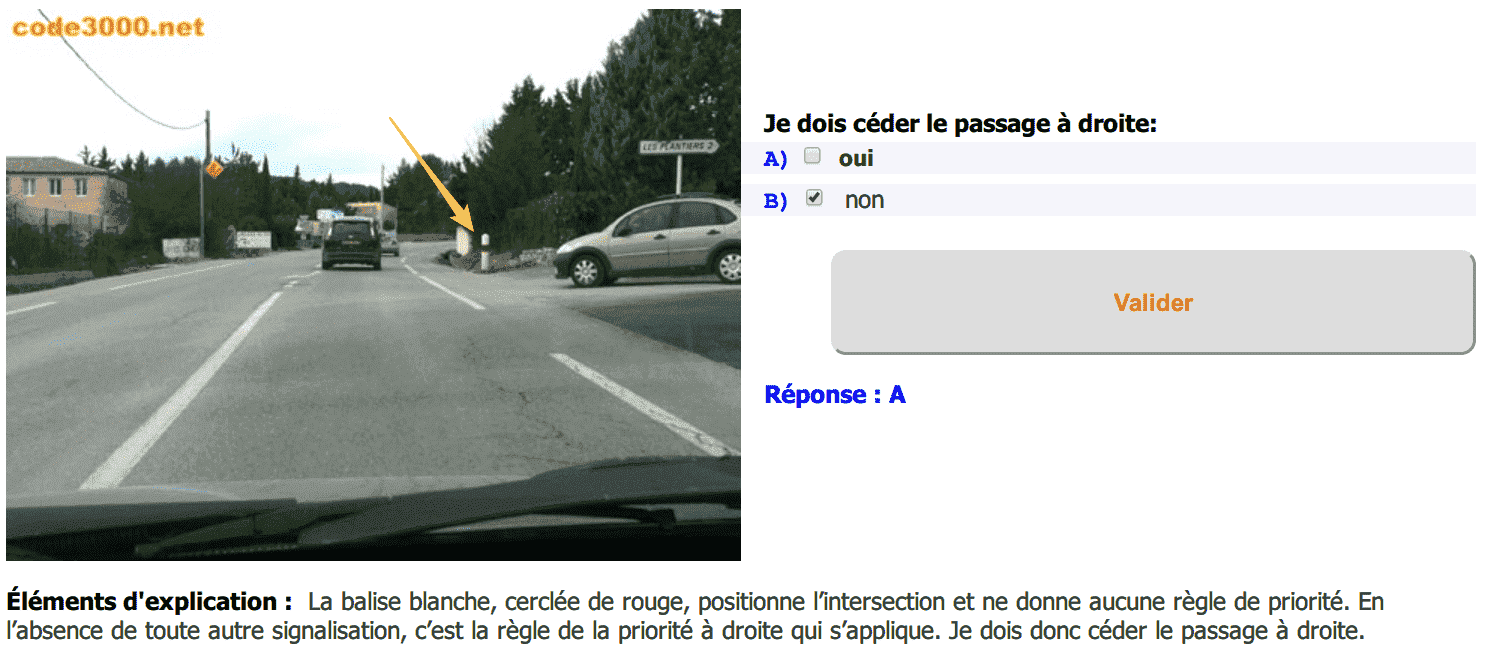 code3000.net
LES PLANTIERS 2
Je dois céder le passage à droite:
A) oui
B) non
Valider
Réponse : A
Éléments d'explication : La balise blanche, cerclée de rouge, positionne l’intersection et ne donne aucune règle de priorité. En
l’absence de toute autre signalisation, c’est la règle de la priorité à droite qui s’applique. Je dois donc céder le passage à droite.